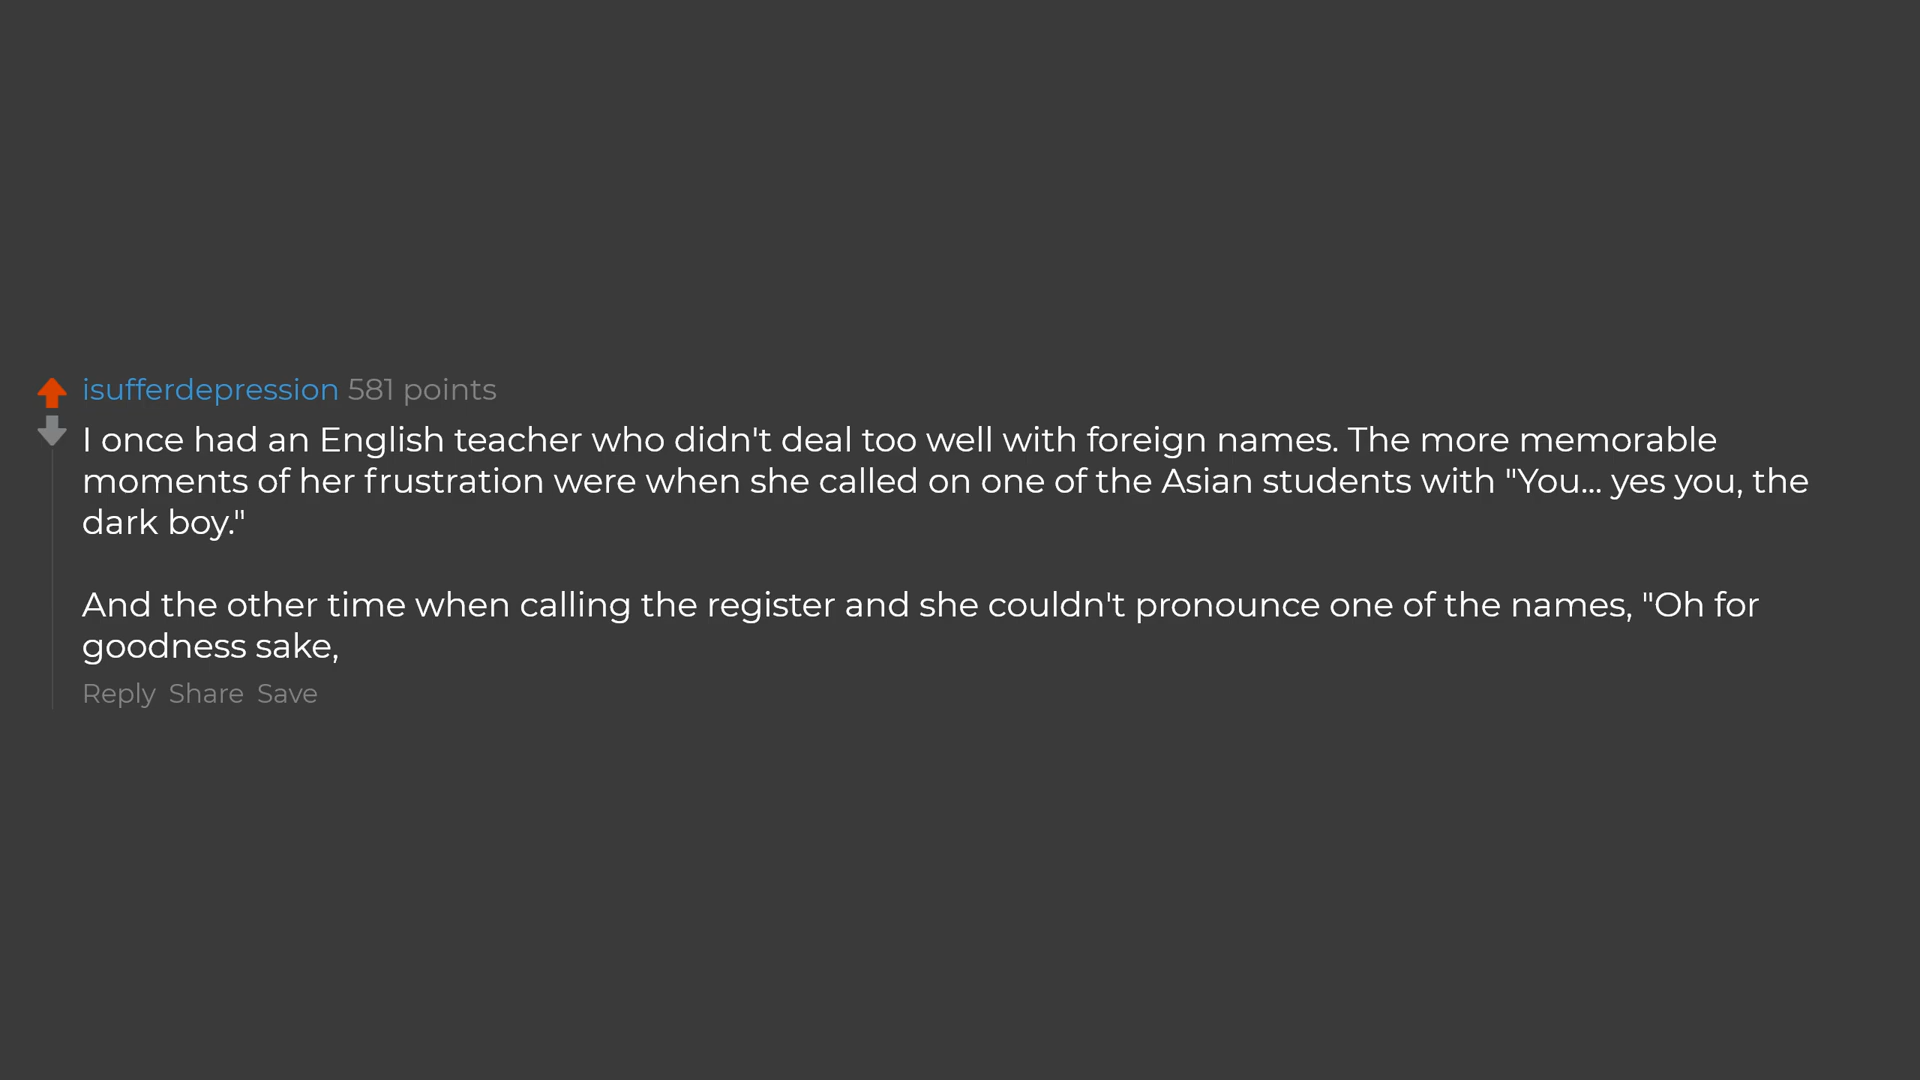 isufferdepression 581 points
I once had an English teacher who didn't deal too well with foreign names. The more memorable
moments of her frustration were when she called on one of the Asian students with "You... yes you, the
dark boy."
And the other time when calling the register and she couldn't pronounce one of the names, "Oh for
goodness sake,
Reply Share Save